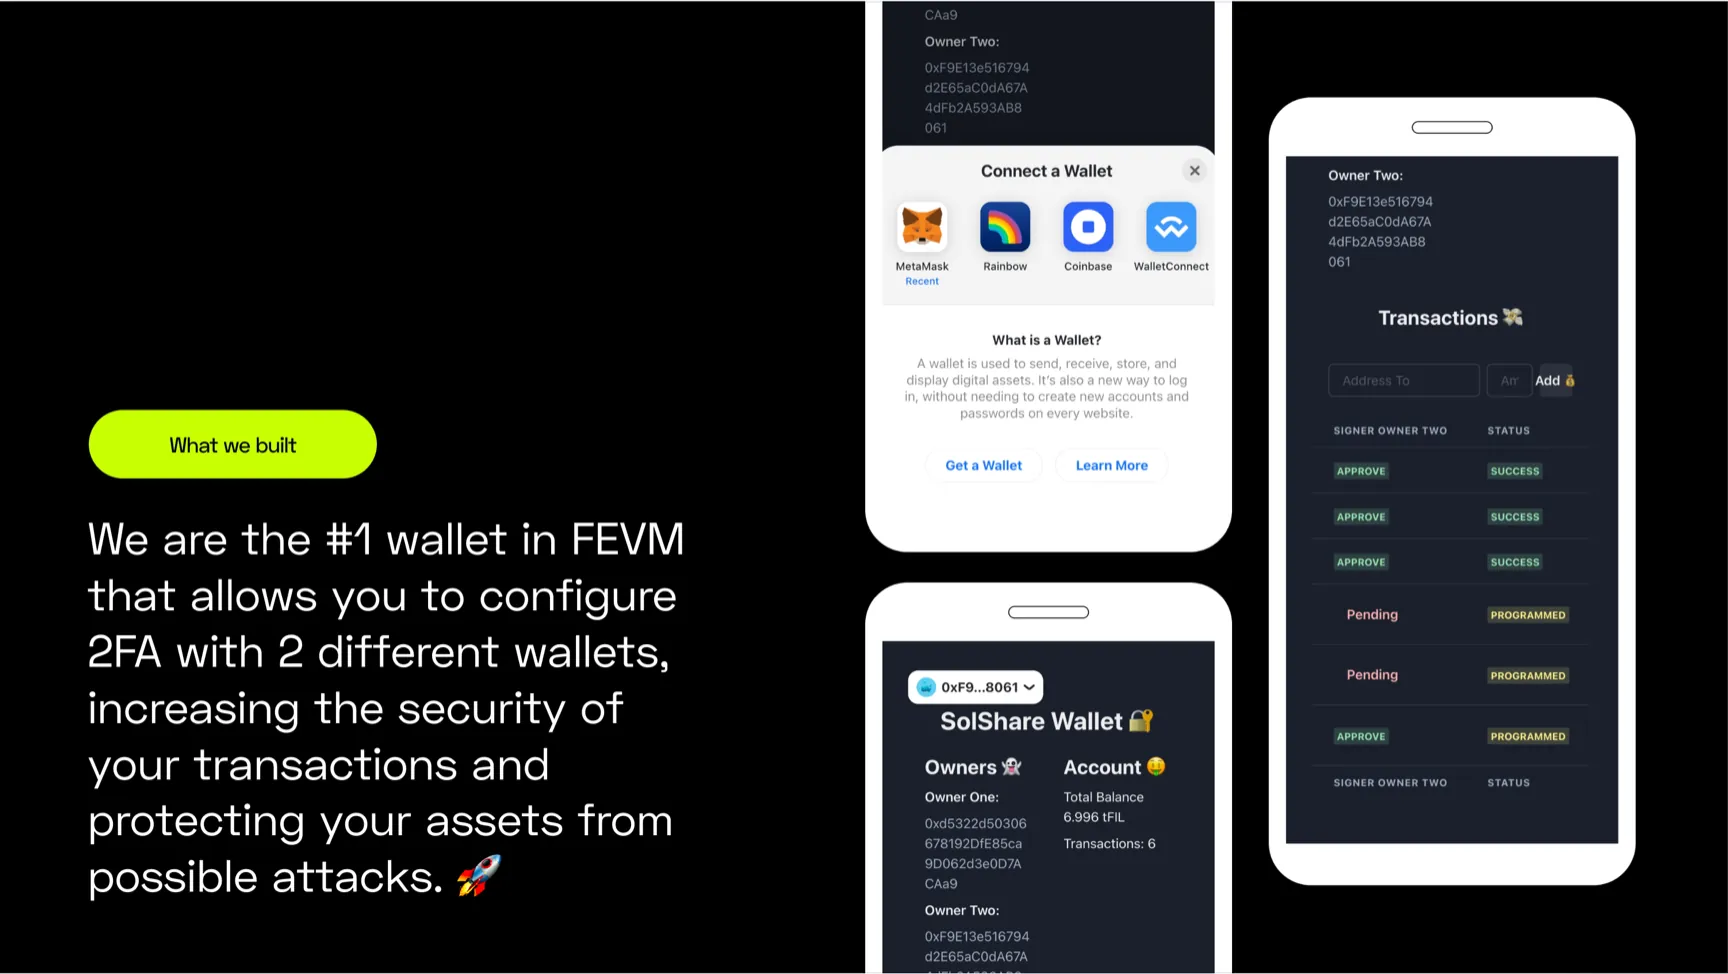 What we built
We are the #1 wallet in FEVM
that allows you to configure
2FA with 2 different wallets,
increasing the security of
your transactions and
protecting your assets from
possible attacks. 🚀
CAa9
Owner Two:
0xF9E13e516794
d2E65aC0dA67A
4dFb2A593AB8
061
Connect a Wallet
MetaMask
Recent
Rainbow
Coinbase
WalletConnect
What is a Wallet?
A wallet is used to send, receive, store, and
display digital assets. It's also a new way to log
in, without needing to create new accounts and
passwords on every website.
Get a Wallet
Learn More
0xF9...8061
SolShare Wallet 🔐
Owners 👻
Owner One:
0xd5322d50306
678192DfE85ca
9D062d3e0D7A
CAa9
Owner Two:
0xF9E13e516794
d2E65aC0dA67A
Account 🤑
Total Balance
6.996 tFIL
Transactions: 6
Owner Two:
0xF9E13e516794
d2E65aC0dA67A
4dFb2A593AB8
061
Transactions 💸
Address To
Add 💰
SIGNER OWNER TWO STATUS
APPROVE SUCCESS
APPROVE SUCCESS
APPROVE SUCCESS
Pending PROGRAMMED
Pending PROGRAMMED
APPROVE PROGRAMMED
SIGNER OWNER TWO STATUS